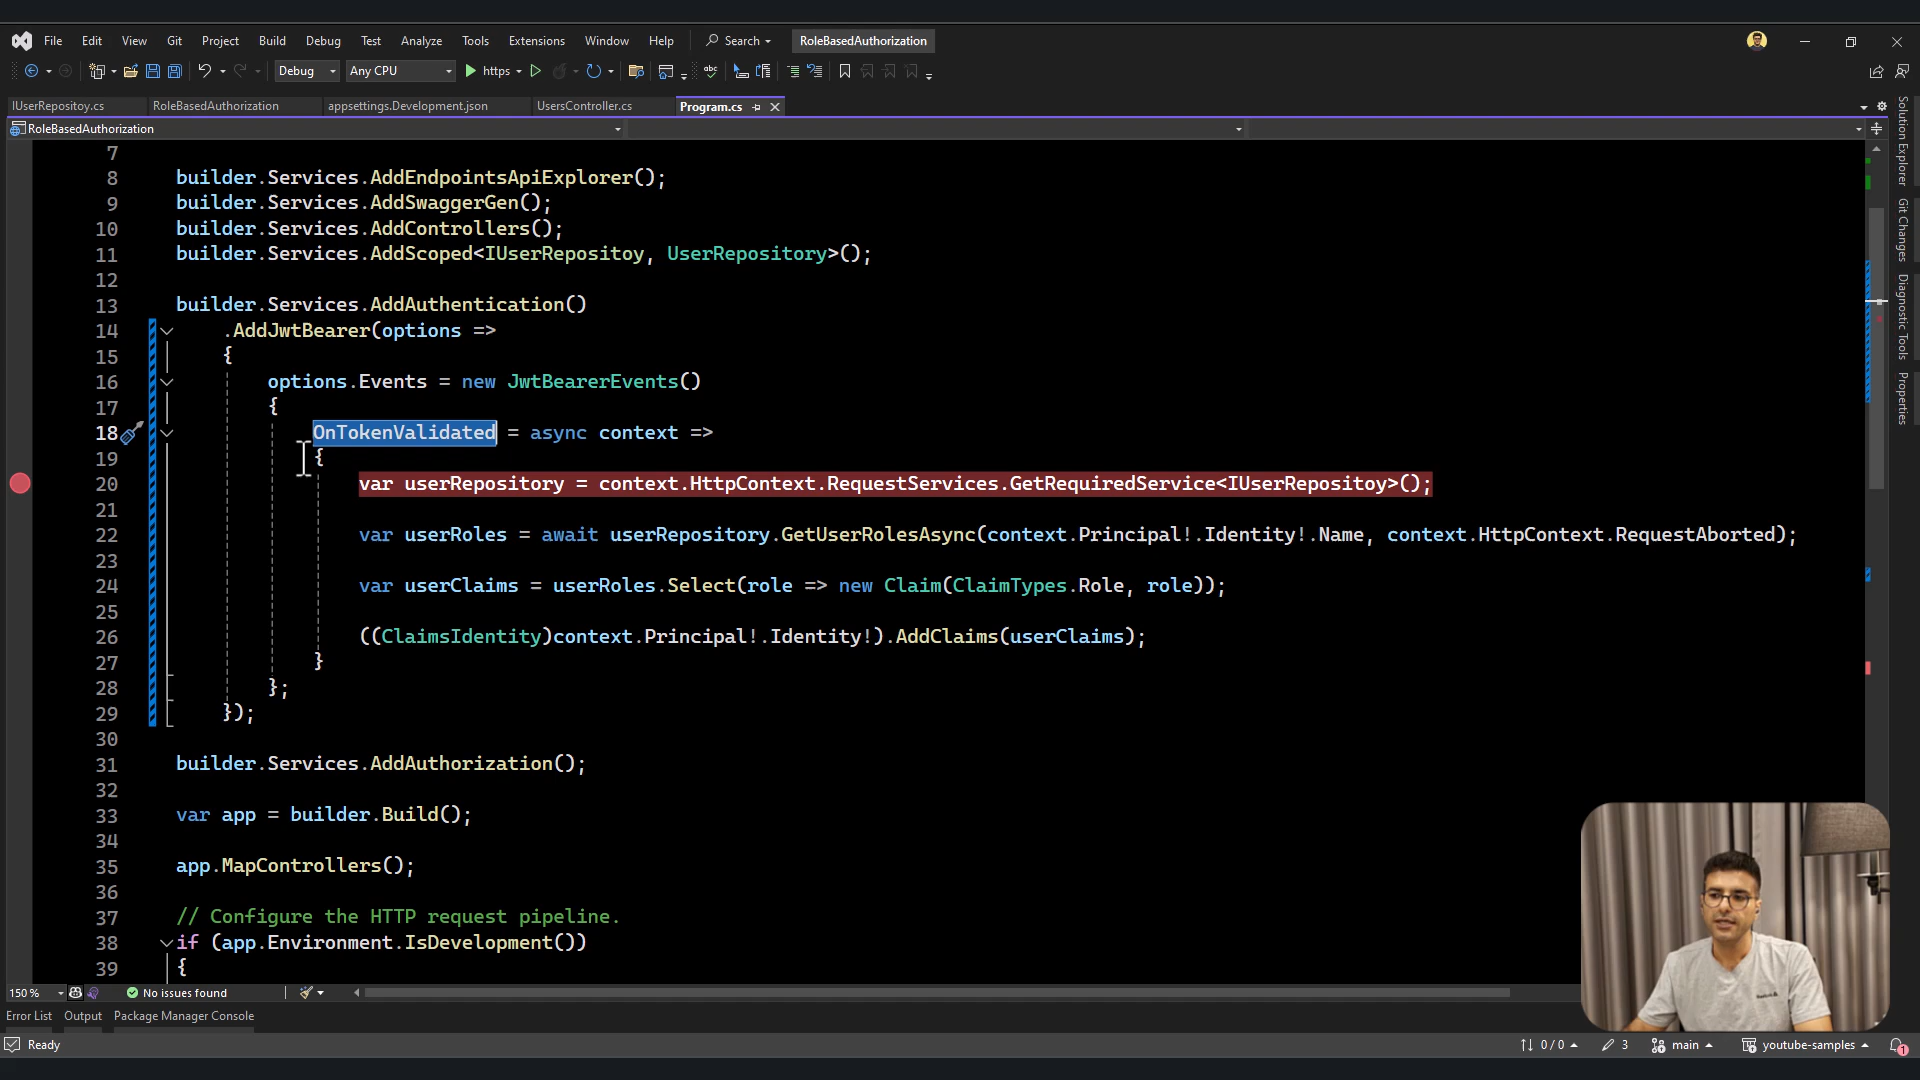 File Edit View Git Project Build Debug Test Analyze Tools Extensions Window Help Search RoleBasedAuthorization
Debug Any CPU https
IUserRepositoy.cs RoleBasedAuthorization appsettings.Development.json UsersController.cs Program.cs
RoleBasedAuthorization
7
8 builder.Services.AddEndpointsApiExplorer();
9 builder.Services.AddSwaggerGen();
10 builder.Services.AddControllers();
11 builder.Services.AddScoped<IUserRepositoy, UserRepository>();
12
13 builder.Services.AddAuthentication()
14 .AddJwtBearer(options =>
15 {
16 options.Events = new JwtBearerEvents()
17 {
18 OnTokenValidated = async context =>
19 {
20 var userRepository = context.HttpContext.RequestServices.GetRequiredService<IUserRepositoy>();
21
22 var userRoles = await userRepository.GetUserRolesAsync(context.Principal!.Identity!.Name, context.HttpContext.RequestAborted);
23
24 var userClaims = userRoles.Select(role => new Claim(ClaimTypes.Role, role));
25
26 ((ClaimsIdentity)context.Principal!.Identity!).AddClaims(userClaims);
27 }
28 };
29 });
30
31 builder.Services.AddAuthorization();
32
33 var app = builder.Build();
34
35 app.MapControllers();
36
37 // Configure the HTTP request pipeline.
38 if (app.Environment.IsDevelopment())
39 {
Solution Explorer
Git Changes
Diagnostic Tools
Properties
150 % No issues found
Error List Output Package Manager Console
Ready 0 / 0 3 main youtube-samples 1